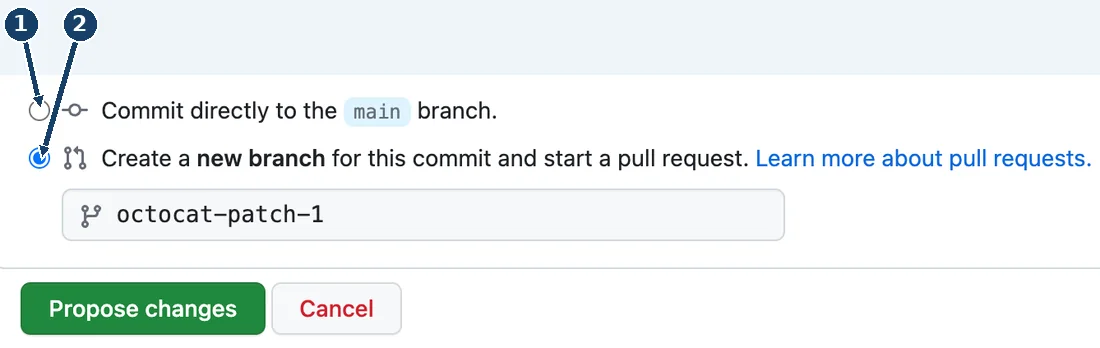 1 2
Commit directly to the main branch.
Create a new branch for this commit and start a pull request. Learn more about pull requests.
octocat-patch-1
Propose changes Cancel